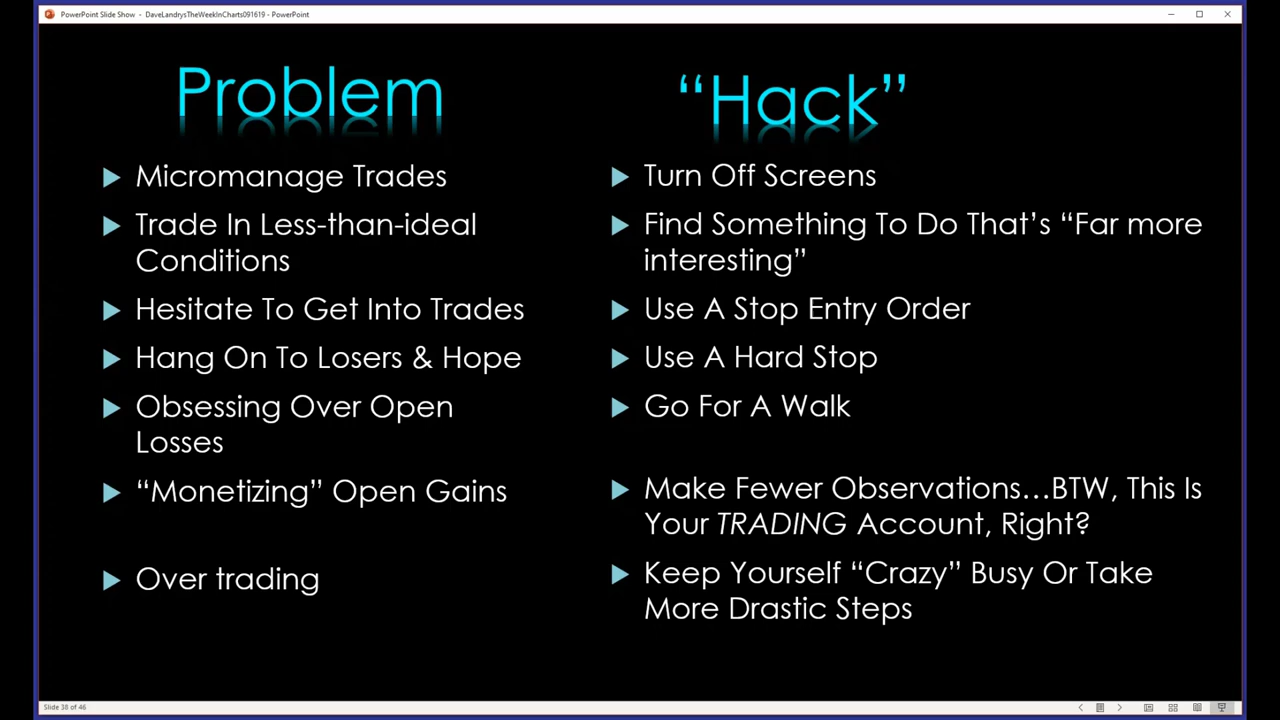 PowerPoint Slide Show - DaveLandrysTheWeekInCharts091619 - PowerPoint
Problem
Micromanage Trades
Trade In Less-than-ideal
Conditions
Hesitate To Get Into Trades
Hang On To Losers & Hope
Obsessing Over Open
Losses
“Monetizing” Open Gains
Over trading
“Hack”
Turn Off Screens
Find Something To Do That’s “Far more
interesting”
Use A Stop Entry Order
Use A Hard Stop
Go For A Walk
Make Fewer Observations…BTW, This Is
Your TRADING Account, Right?
Keep Yourself “Crazy” Busy Or Take
More Drastic Steps
Slide 38 of 46